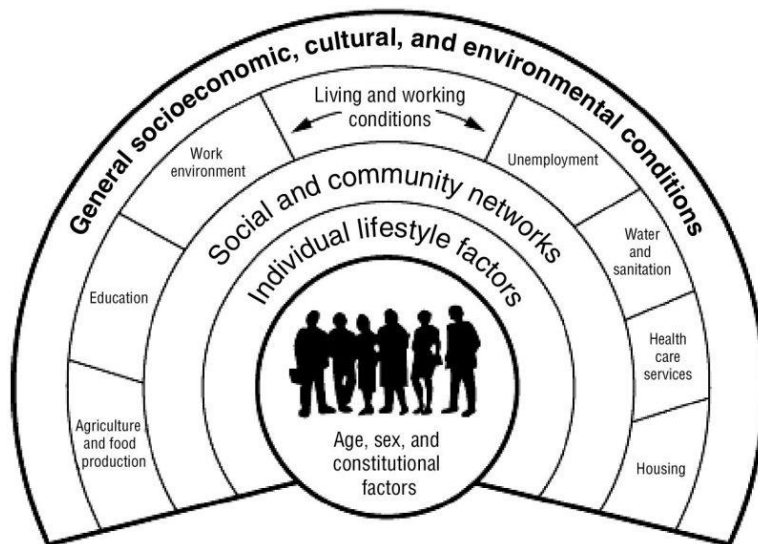 General socioeconomic, cultural, and environmental conditions
Living and working
conditions
Work
environment
Unemployment
Education
Water
and
sanitation
Agriculture
and food
production
Health
care
services
Housing
Social and community networks
Individual lifestyle factors
Age, sex, and
constitutional
factors